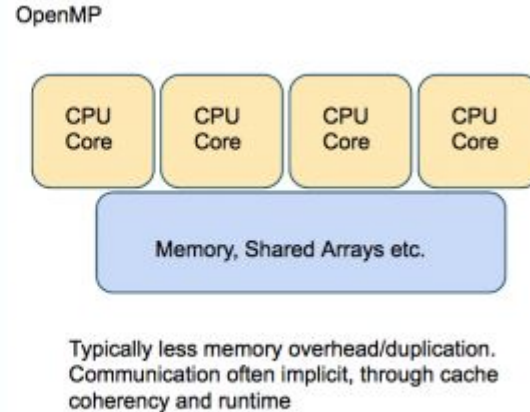 OpenMP
CPU
Core
CPU
Core
CPU
Core
CPU
Core
Memory, Shared Arrays etc.
Typically less memory overhead/duplication.
Communication often implicit, through cache
coherency and runtime